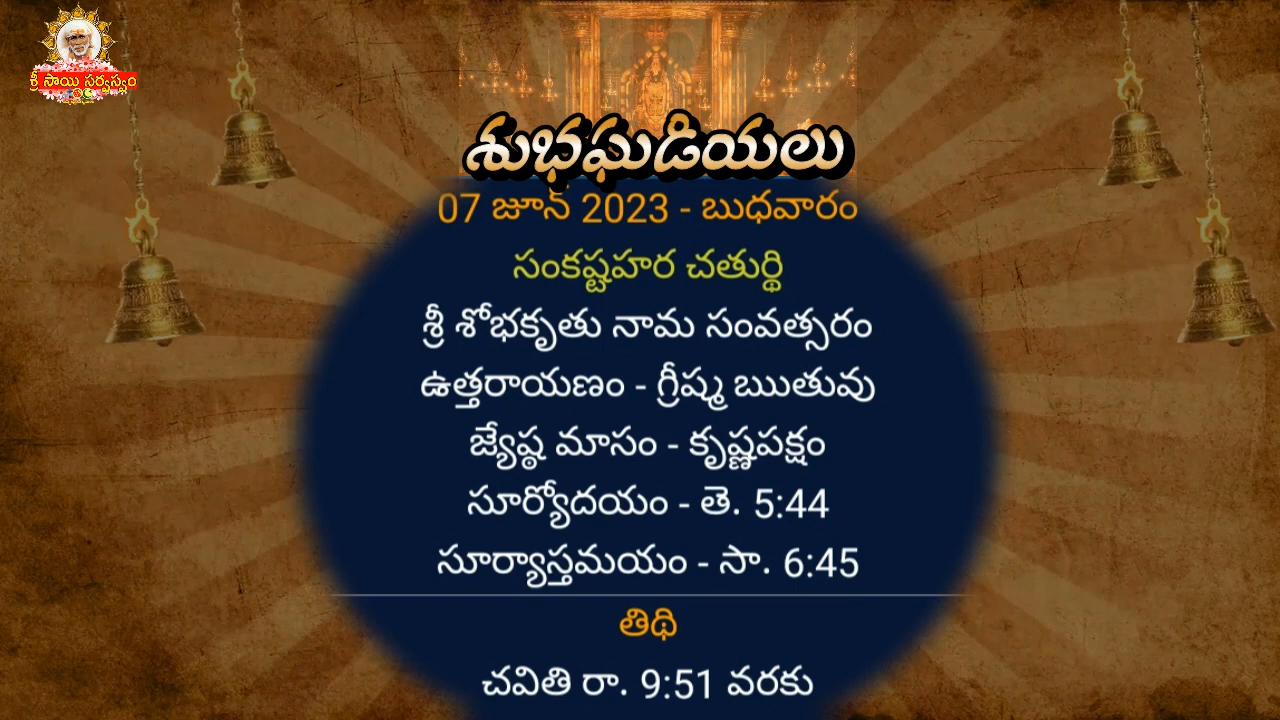 శ్రీ సాయి సర్వస్వం
శుభఘడియలు
07 జూన్ 2023 - బుధవారం
సంకష్టహర చతుర్థి
శ్రీ శోభకృతు నామ సంవత్సరం
ఉత్తరాయణం - గ్రీష్మ ఋతువు
జ్యేష్ఠ మాసం - కృష్ణపక్షం
సూర్యోదయం - తె. 5:44
సూర్యాస్తమయం - సా. 6:45
తిథి
చవితి రా. 9:51 వరకు